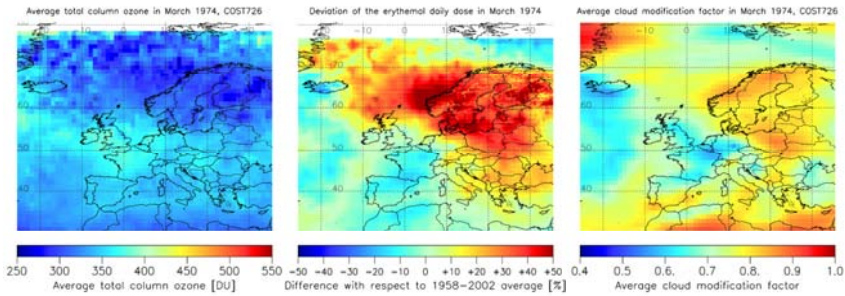 Average total column ozone in March 1974, COST726
Deviation of the erythemal daily dose in March 1974
Average cloud modification factor in March 1974, COST726
250 300 350 400 450 500 550
Average total column ozone [DU]
-50 -40 -30 -20 -10 0 +10 +20 +30 +40 +50
Difference with respect to 1958-2002 average [%]
0.4 0.5 0.6 0.7 0.8 0.9 1.0
Average cloud modification factor